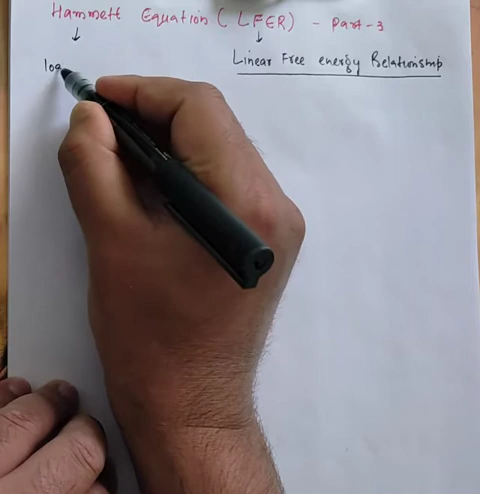 Hammett Equation ( LFER) - Part-3
Linear Free energy Relationship
log